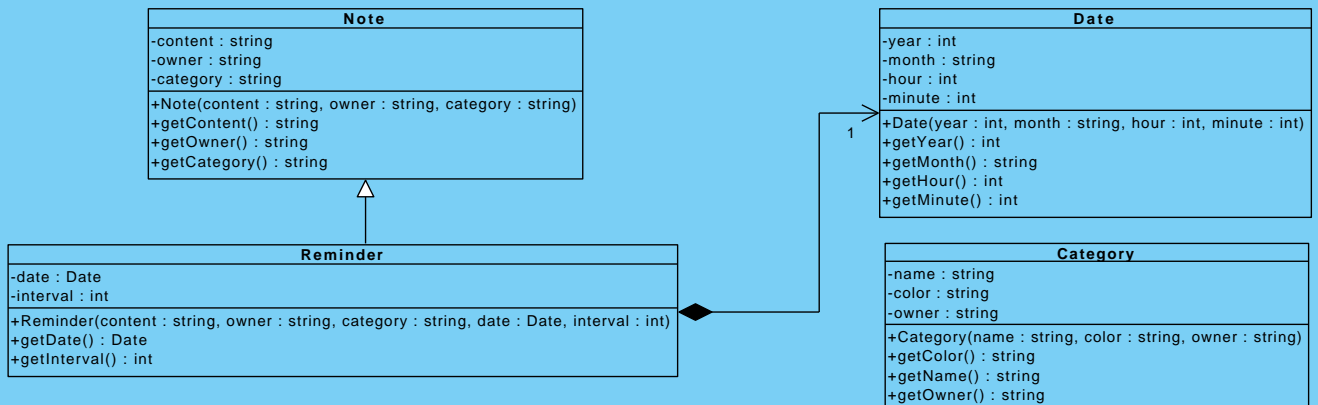 Note
-content : string
-owner : string
-category : string
+Note(content : string, owner : string, category : string)
+getContent() : string
+getOwner() : string
+getCategory() : string
Date
-year : int
-month : string
-hour : int
-minute : int
+Date(year : int, month : string, hour : int, minute : int)
+getYear() : int
+getMonth() : string
+getHour() : int
+getMinute() : int
1
Reminder
-date : Date
-interval : int
+Reminder(content : string, owner : string, category : string, date : Date, interval : int)
+getDate() : Date
+getInterval() : int
Category
-name : string
-color : string
-owner : string
+Category(name : string, color : string, owner : string)
+getColor() : string
+getName() : string
+getOwner() : string